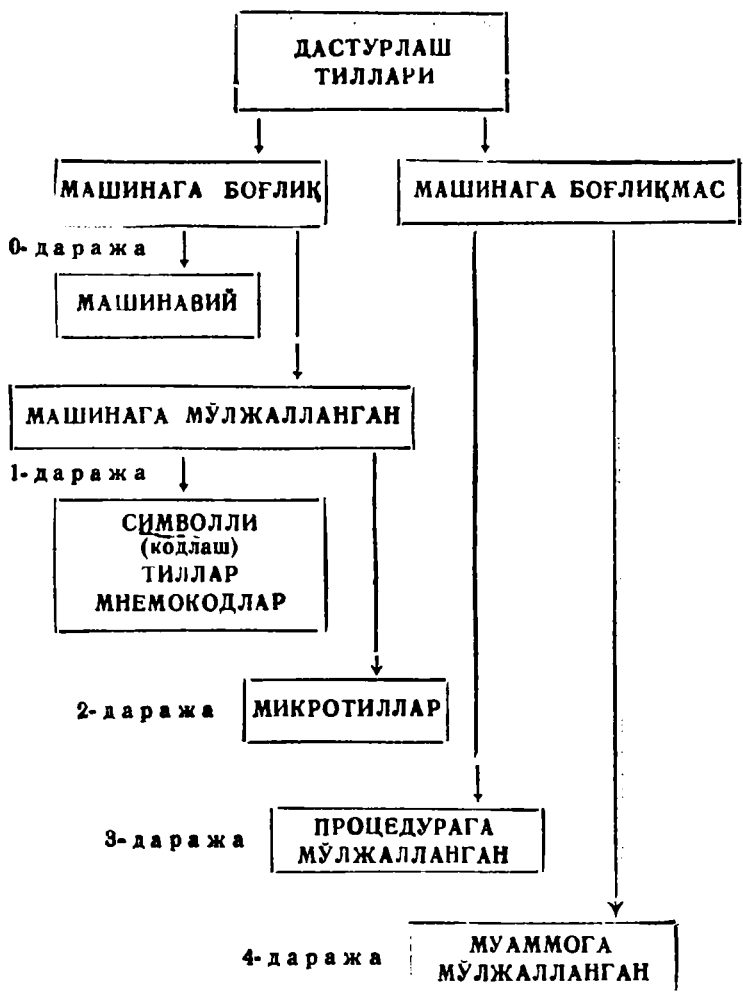 ДАСТУРЛАШ
ТИЛЛАРИ
МАШИНАГА БОҒЛИҚ
МАШИНАГА БОҒЛИҚМАС
0-даража
МАШИНАВИЙ
МАШИНАГА МЎЛЖАЛЛАНГАН
1-даража
СИМВОЛЛИ
(кодлаш)
ТИЛЛАР
МНЕМОКОДЛАР
2-даража
МИКРОТИЛЛАР
3-даража
ПРОЦЕДУРАГА
МЎЛЖАЛЛАНГАН
4-даража
МУАММОГА
МЎЛЖАЛЛАНГАН